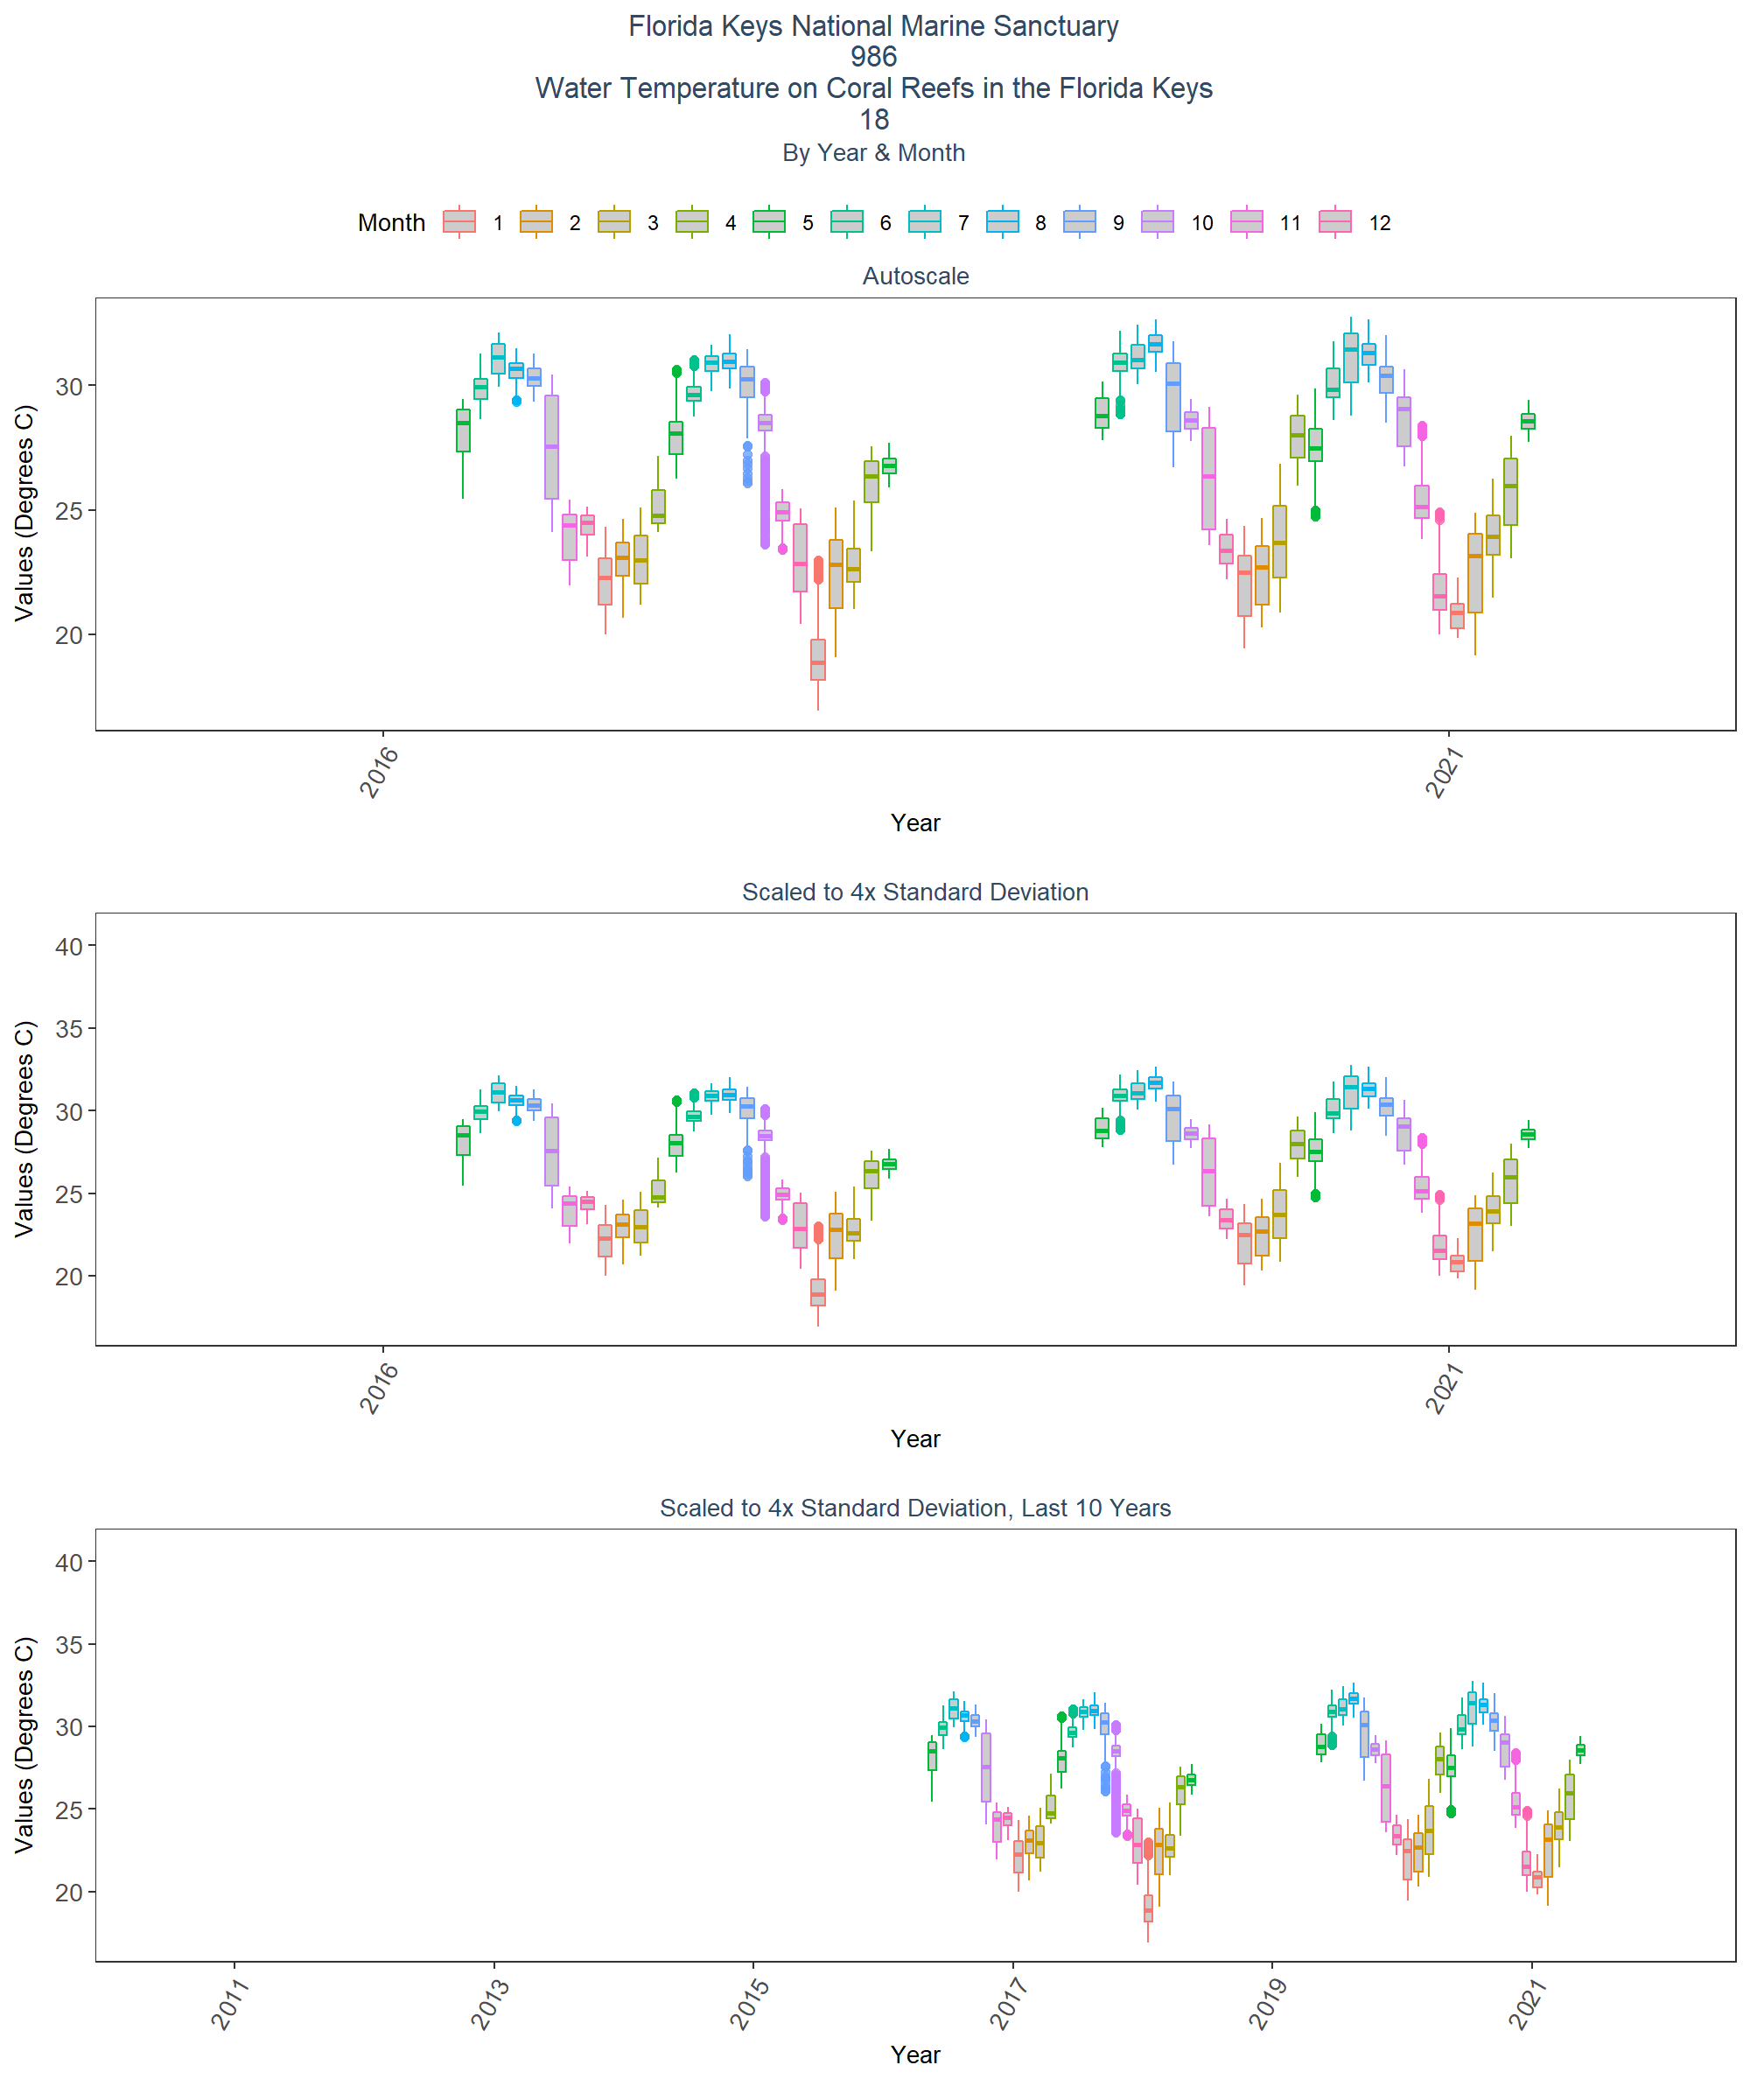 Florida Keys National Marine Sanctuary
986
Water Temperature on Coral Reefs in the Florida Keys
18
By Year & Month
Month 1 2 3 4 5 6 7 8 9 10 11 12
Autoscale
Values (Degrees C)
30
25
20
2016 2021
Year
Scaled to 4x Standard Deviation
Values (Degrees C)
40
35
30
25
20
2016 2021
Year
Scaled to 4x Standard Deviation, Last 10 Years
Values (Degrees C)
40
35
30
25
20
2011 2013 2015 2017 2019 2021
Year